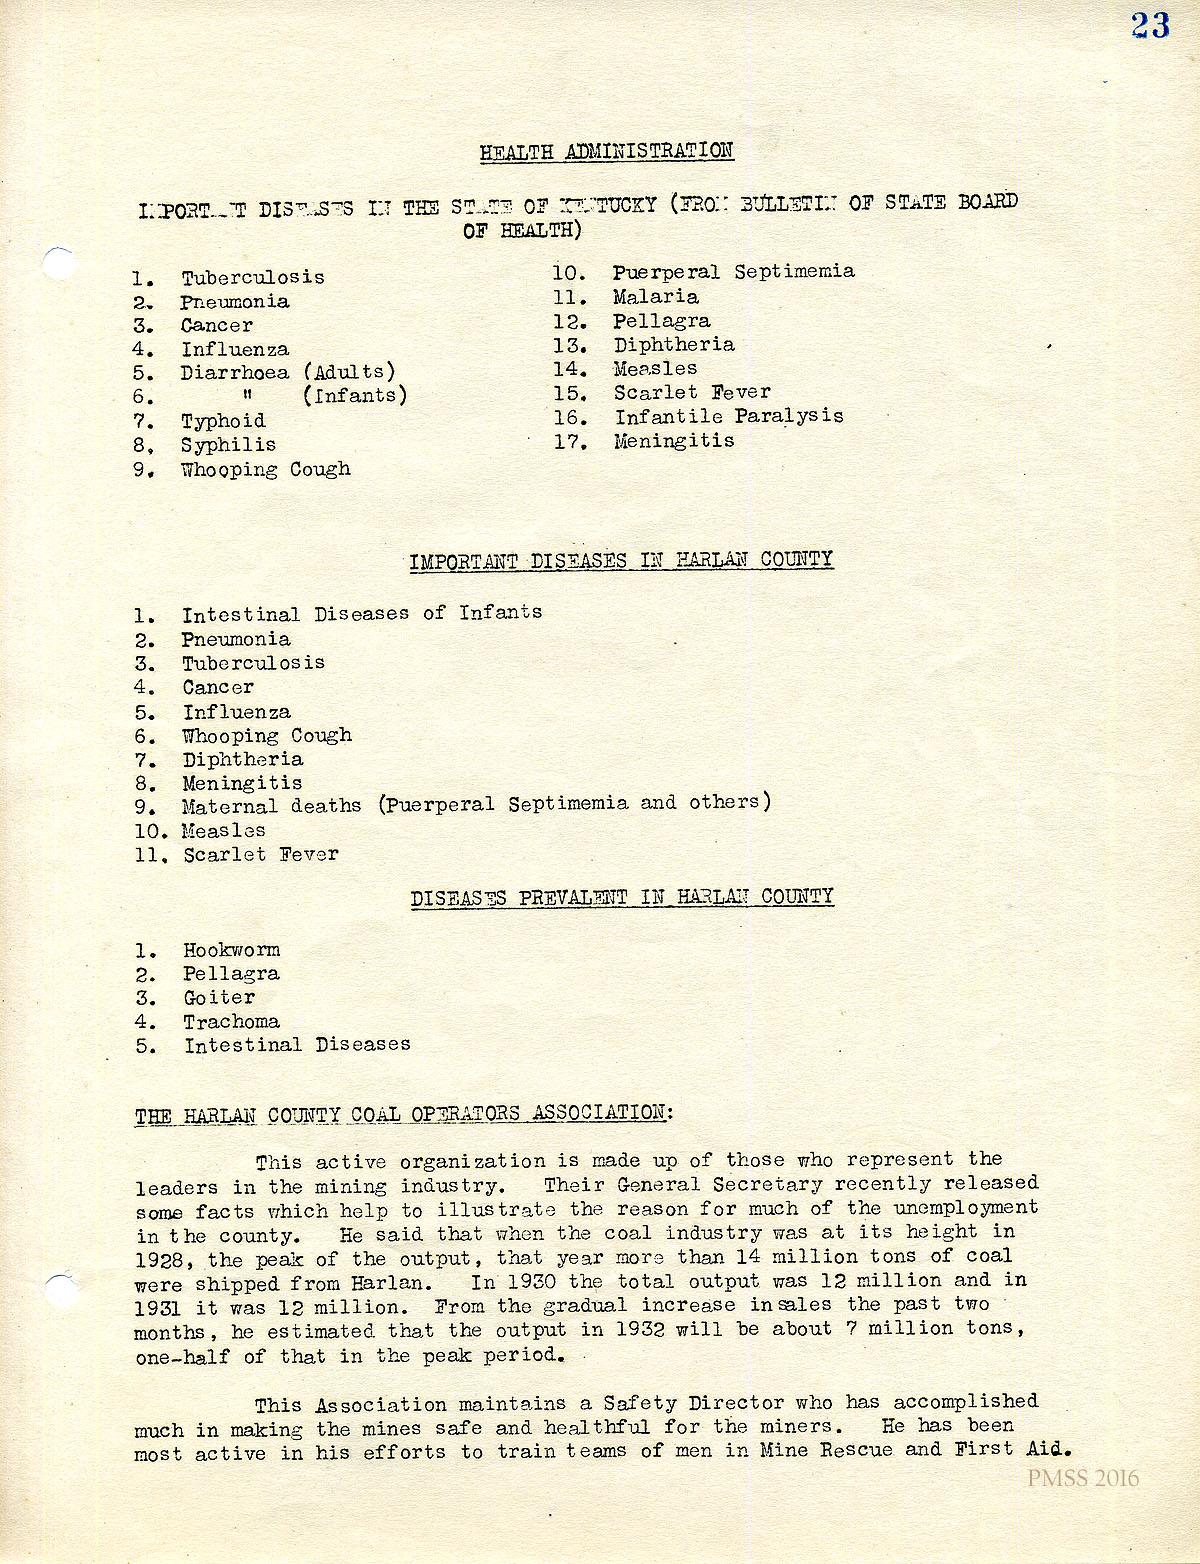 23
HEALTH ADMINISTRATION
IMPORTANT DISEASES IN THE STATE OF KENTUCKY (FROM BULLETIN OF STATE BOARD
OF HEALTH)
1. Tuberculosis
2. Pneumonia
3. Cancer
4. Influenza
5. Diarrhoea (Adults)
6. " (Infants)
7. Typhoid
8. Syphilis
9. Whooping Cough
10. Puerperal Septimemia
11. Malaria
12. Pellagra
13. Diphtheria
14. Measles
15. Scarlet Fever
16. Infantile Paralysis
17. Meningitis
IMPORTANT DISEASES IN HARLAN COUNTY
1. Intestinal Diseases of Infants
2. Pneumonia
3. Tuberculosis
4. Cancer
5. Influenza
6. Whooping Cough
7. Diphtheria
8. Meningitis
9. Maternal deaths (Puerperal Septimemia and others)
10. Measles
11. Scarlet Fever
DISEASES PREVALENT IN HARLAN COUNTY
1. Hookworm
2. Pellagra
3. Goiter
4. Trachoma
5. Intestinal Diseases
THE HARLAN COUNTY COAL OPERATORS ASSOCIATION:
This active organization is made up of those who represent the
leaders in the mining industry. Their General Secretary recently released
some facts which help to illustrate the reason for much of the unemployment
in the county. He said that when the coal industry was at its height in
1928, the peak of the output, that year more than 14 million tons of coal
were shipped from Harlan. In 1930 the total output was 12 million and in
1931 it was 12 million. From the gradual increase in sales the past two
months, he estimated that the output in 1932 will be about 7 million tons,
one-half of that in the peak period.
This Association maintains a Safety Director who has accomplished
much in making the mines safe and healthful for the miners. He has been
most active in his efforts to train teams of men in Mine Rescue and First Aid.
PMSS 2016